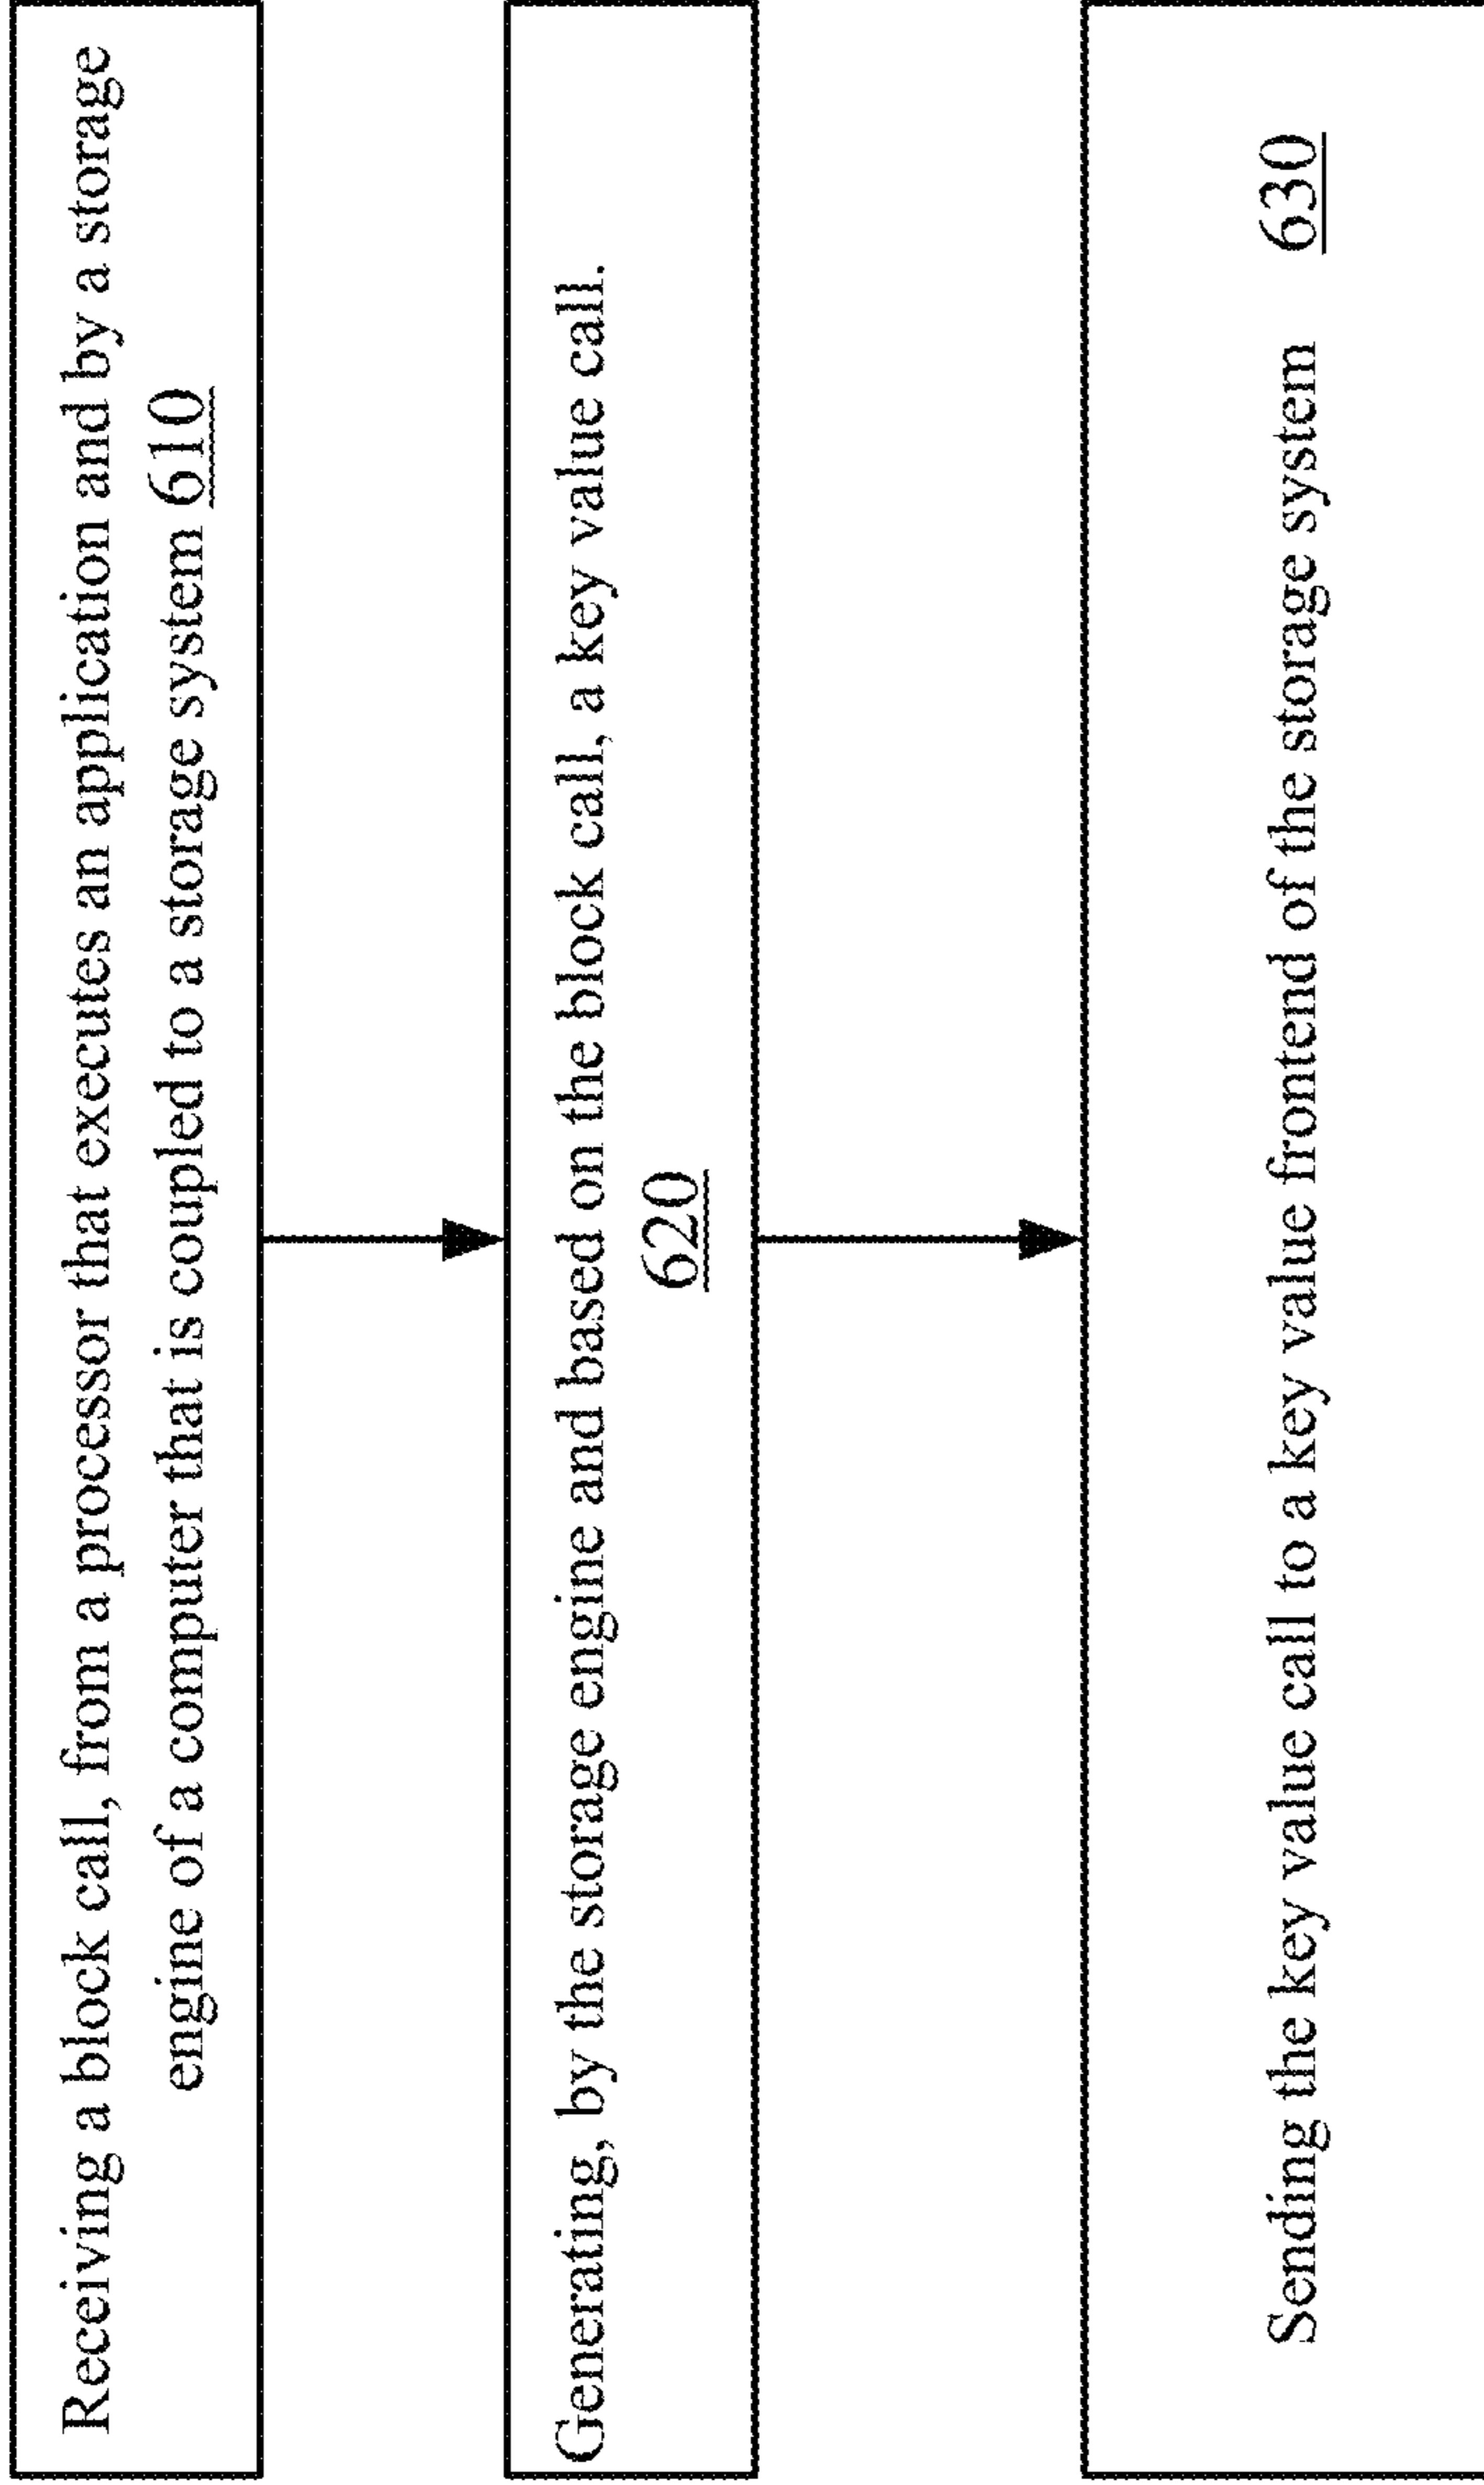 Receiving a block call, from a processor that executes an application and by a storage
engine of a computer that is coupled to a storage system 610
Generating, by the storage engine and based on the block call, a key value call.
620
Sending the key value call to a key value frontend of the storage system 630